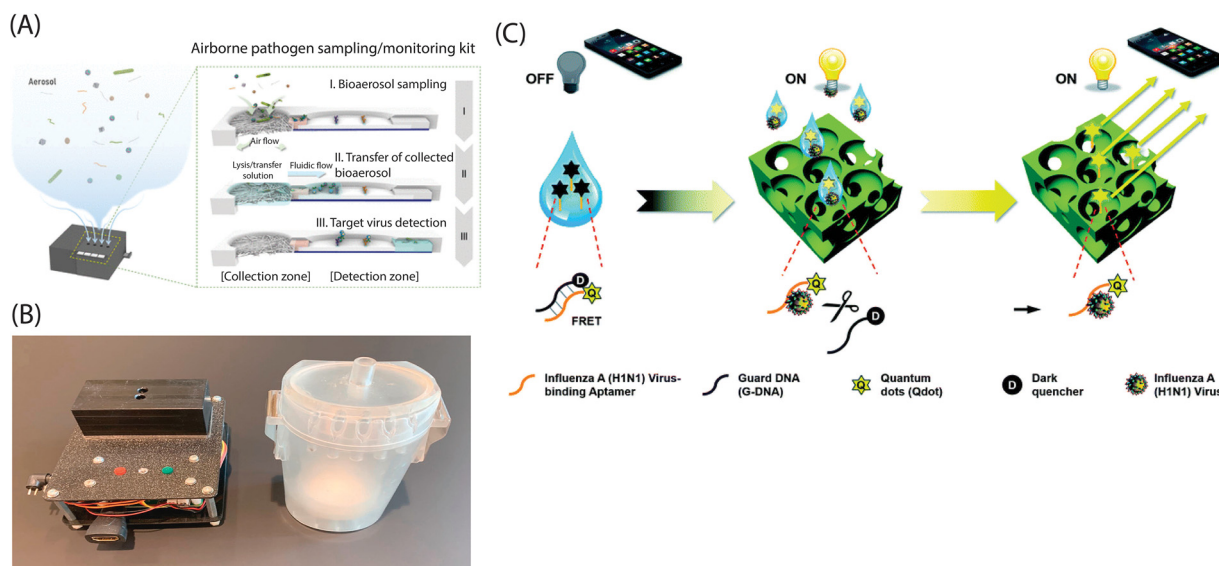 (A)
Airborne pathogen sampling/monitoring kit
Aerosol
I. Bioaerosol sampling
I
Air flow
Lysis/transfer
solution
Fluidic flow
II. Transfer of collected
bioaerosol
II
III. Target virus detection
III
[Collection zone]
[Detection zone]
(B)
(C)
OFF
ON
ON
D
Q
FRET
Q
D
Q
Influenza A (H1N1) Virus-
binding Aptamer
Guard DNA
(G-DNA)
Q
Quantum
dots (Qdot)
D
Dark
quencher
Influenza A
(H1N1) Virus